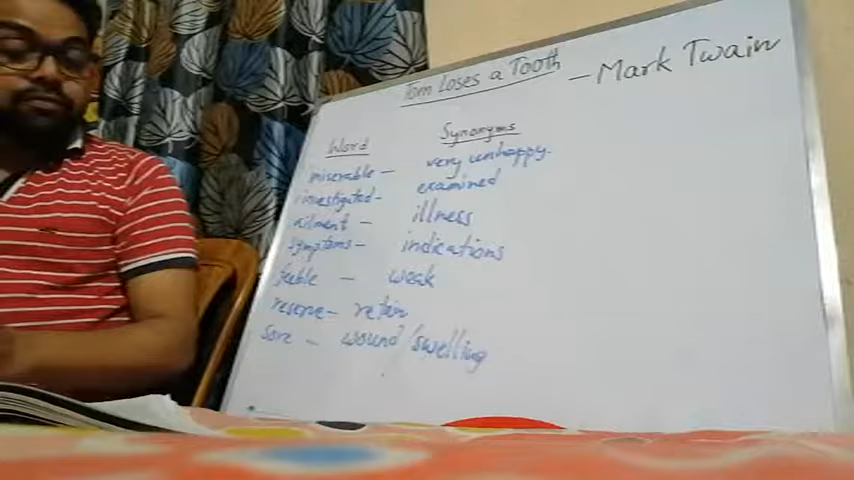 Tom Loses a Tooth – Mark Twain
Word Synonyms
miserable – very unhappy.
investigated – examined
ailment – illness
symptoms – indications
feeble – weak
reserve – retain
Sore – wound/swelling